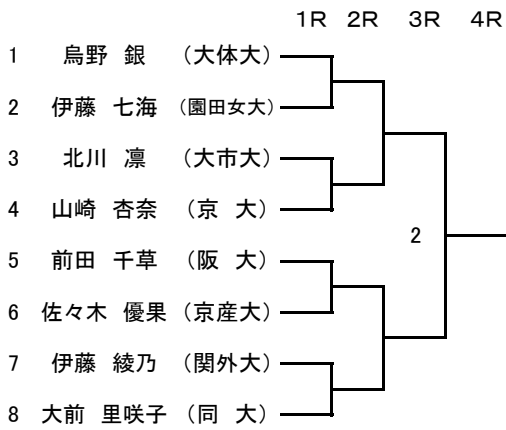 1R 2R 3R 4R
1 烏野 銀 （大体大）
2 伊藤 七海 （園田女大）
3 北川 凛 （大市大）
4 山崎 杏奈 （京 大）
2
5 前田 千草 （阪 大）
6 佐々木 優果 （京産大）
7 伊藤 綾乃 （関外大）
8 大前 里咲子 （同 大）